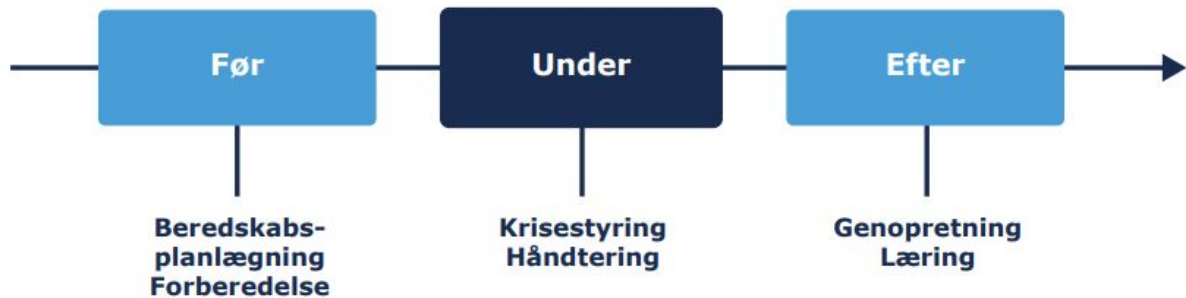 Før
Under
Efter
Beredskabs-
planlægning
Forberedelse
Krisestyring
Håndtering
Genopretning
Læring